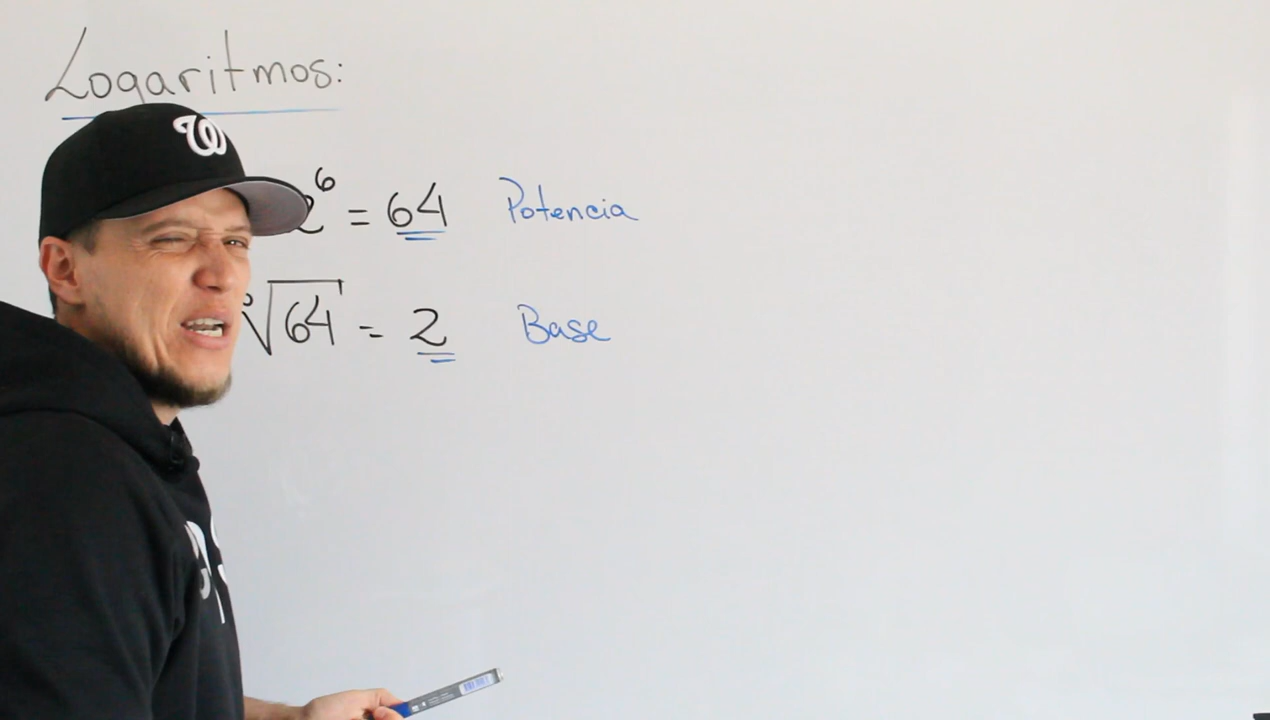 Logaritmos:
2⁶ = 64 Potencia
√64 = 2 Base
W